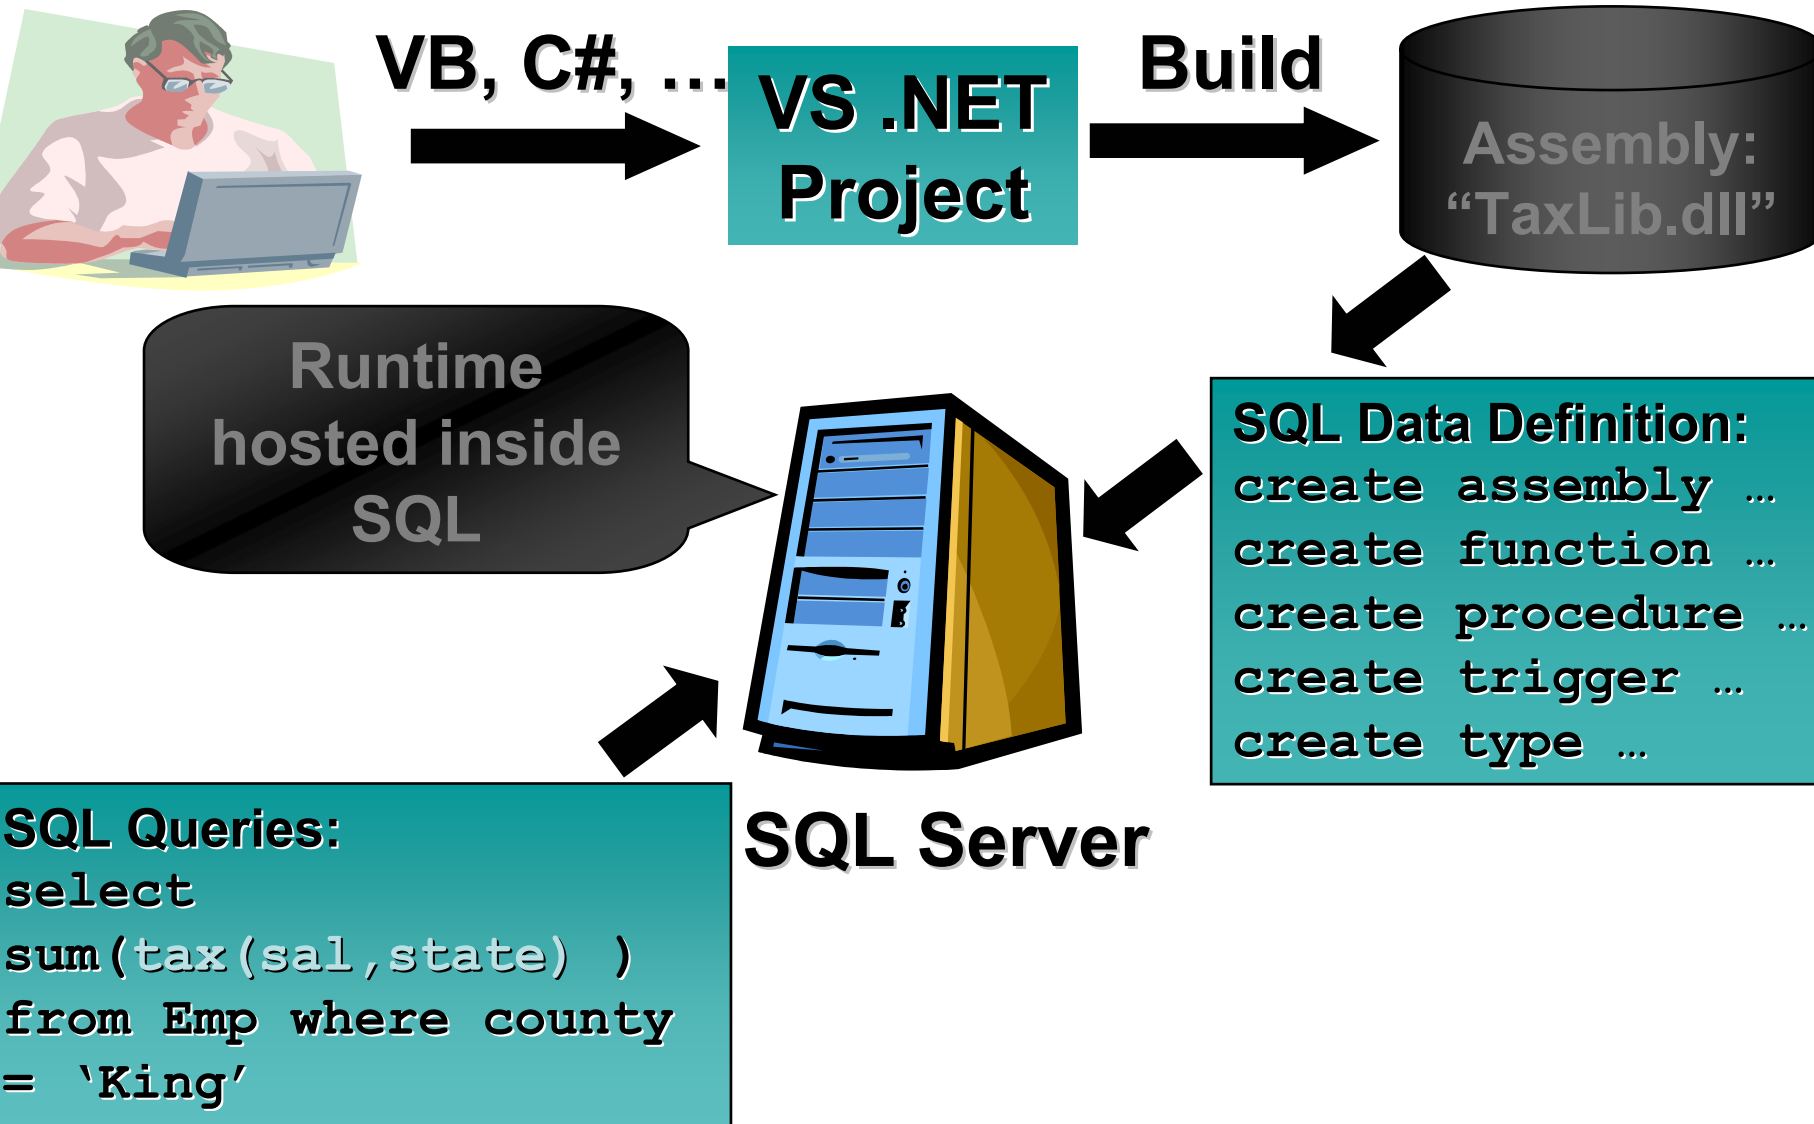 VB, C#, …
VS .NET
Project
Build
Assembly:
“TaxLib.dll”
Runtime
hosted inside
SQL
SQL Data Definition:
create assembly …
create function …
create procedure …
create trigger …
create type …
SQL Server
SQL Queries:
select
sum(tax(sal,state) )
from Emp where county
= ‘King’